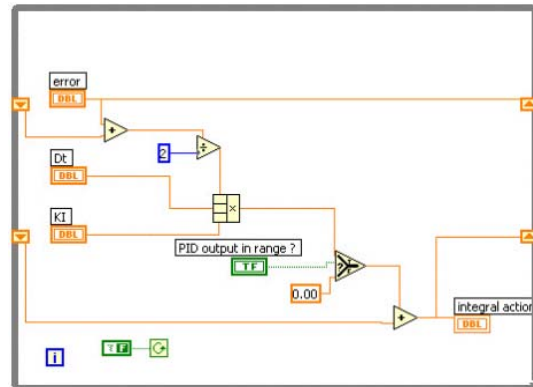 error
DBL
+
2
÷
Dt
DBL
×
KI
DBL
PID output in range ?
TF
?
0.00
+
integral action
DBL
i
TF